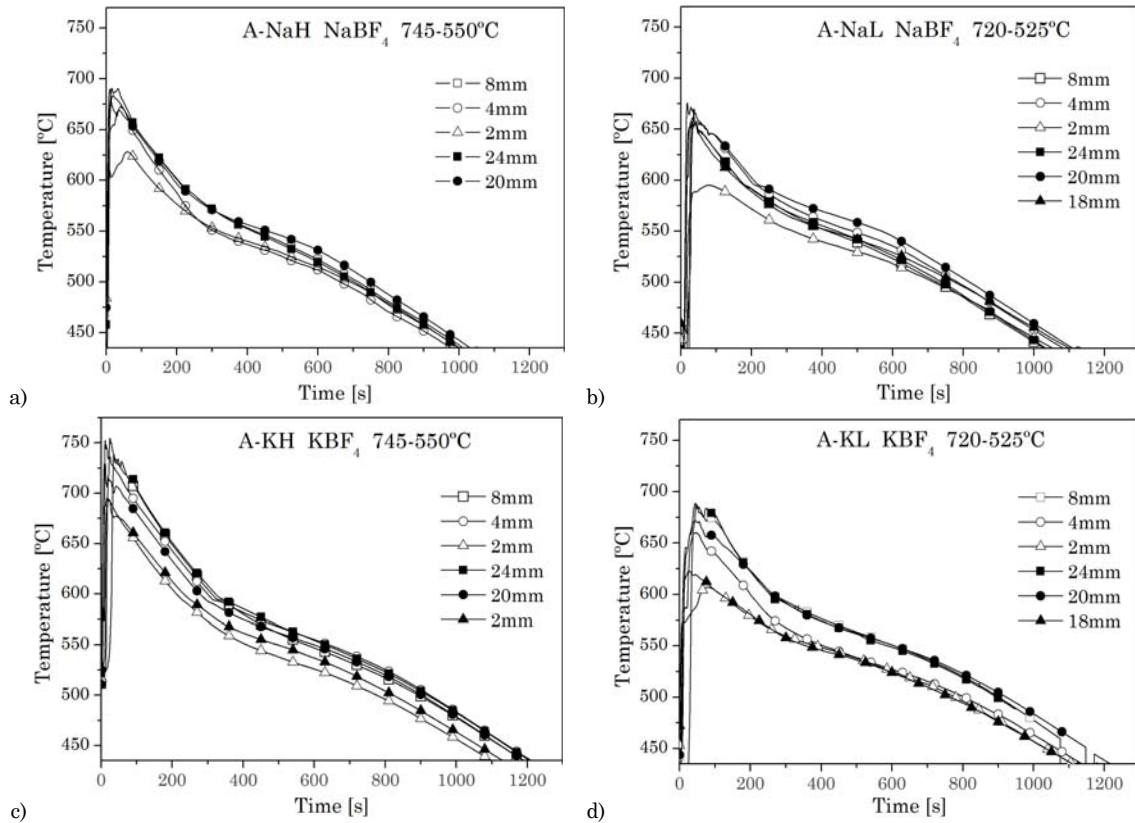 A-NaH NaBF₄ 745-550ºC
8mm
4mm
2mm
24mm
20mm
Temperature [ºC]
750
700
650
600
550
500
450
0 200 400 600 800 1000 1200
Time [s]
a)
A-NaL NaBF₄ 720-525ºC
8mm
4mm
2mm
24mm
20mm
18mm
Temperature [ºC]
750
700
650
600
550
500
450
0 200 400 600 800 1000 1200
Time [s]
b)
A-KH KBF₄ 745-550ºC
8mm
4mm
2mm
24mm
20mm
2mm
Temperature [ºC]
750
700
650
600
550
500
450
0 200 400 600 800 1000 1200
Time [s]
c)
A-KL KBF₄ 720-525ºC
8mm
4mm
2mm
24mm
20mm
18mm
Temperature [ºC]
750
700
650
600
550
500
450
0 200 400 600 800 1000 1200
Time [s]
d)